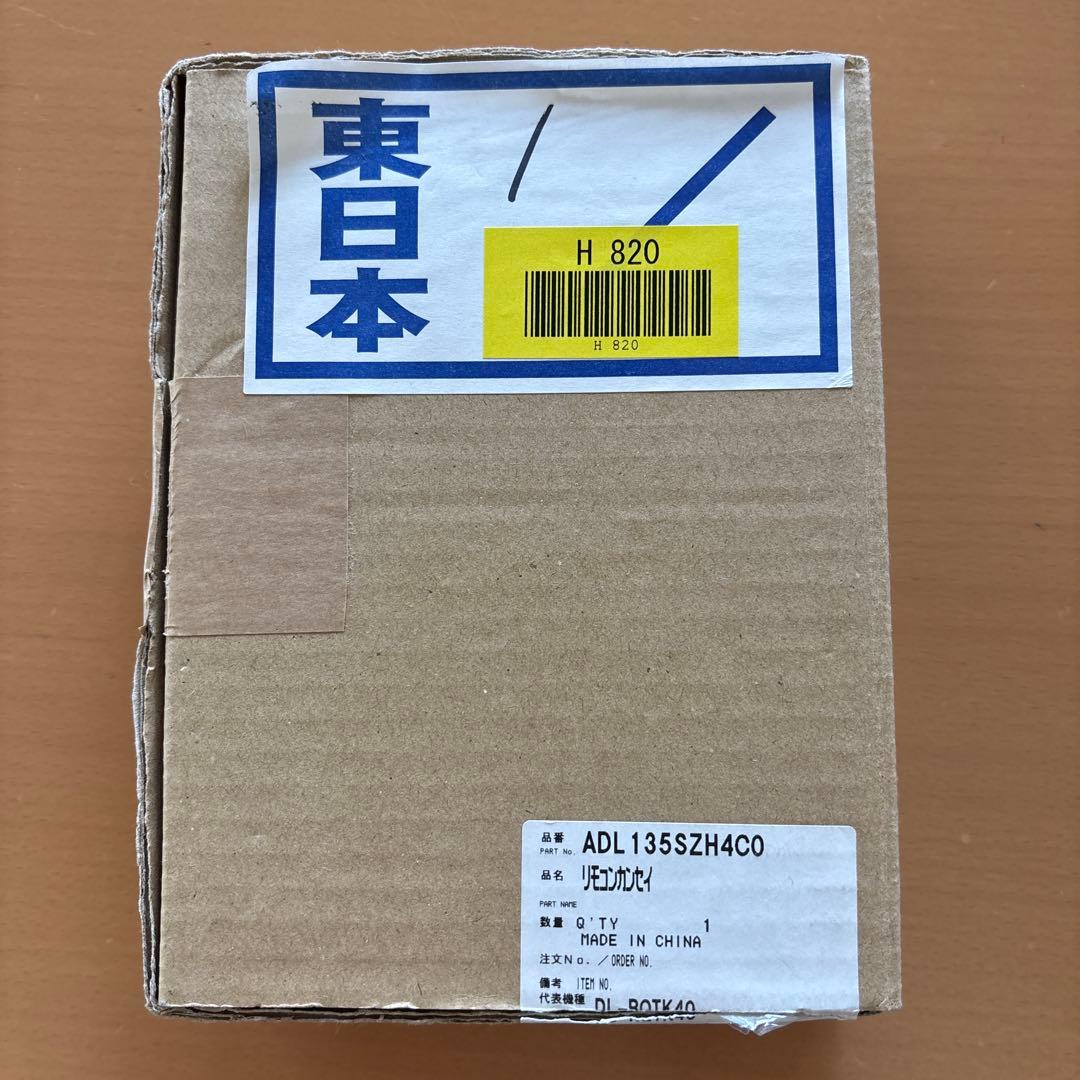 東日本
/
H 820
H 820
品番 ADL135SZH4C0
PART No.
品名 リモコンカンセイ
PART NAME
数量 Q'TY 1
MADE IN CHINA
注文No. /ORDER NO.
備考 ITEM NO.
代表機種